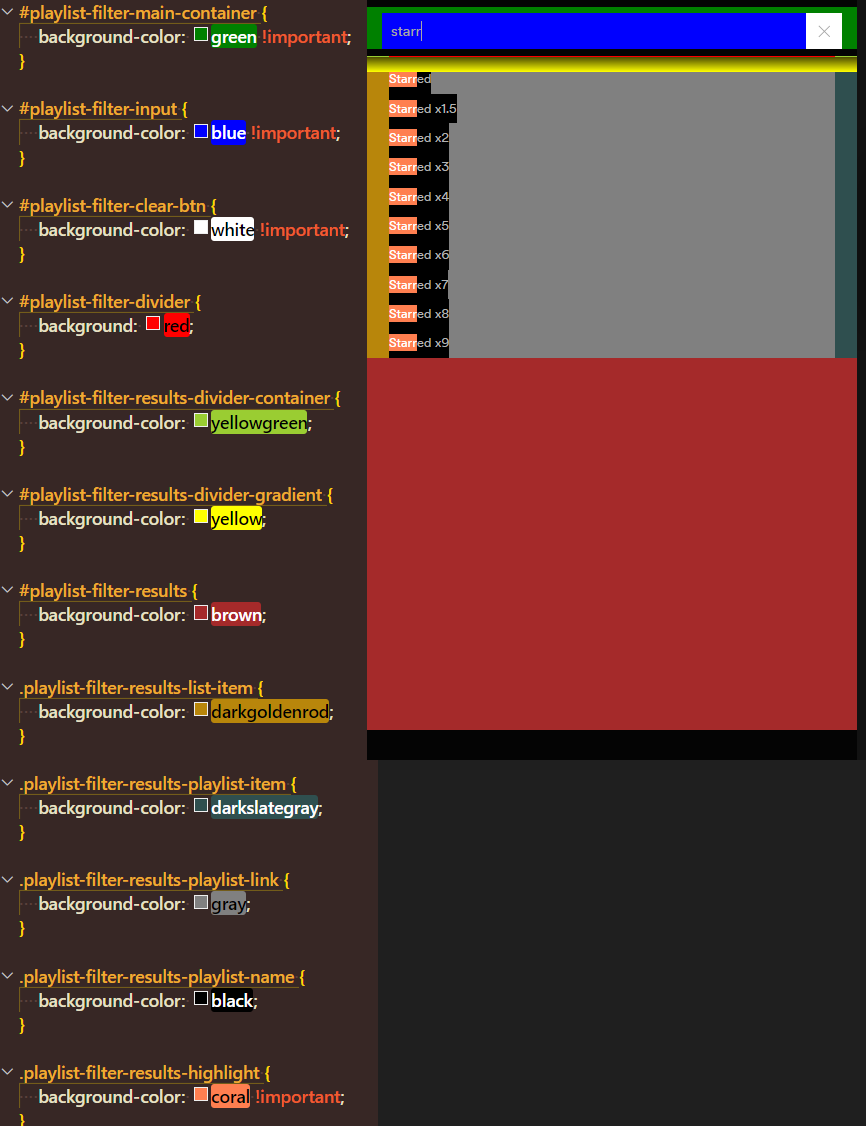 #playlist-filter-main-container {
background-color: green !important;
}
#playlist-filter-input {
background-color: blue !important;
}
#playlist-filter-clear-btn {
background-color: white !important;
}
#playlist-filter-divider {
background: red;
}
#playlist-filter-results-divider-container {
background-color: yellowgreen;
}
#playlist-filter-results-divider-gradient {
background-color: yellow;
}
#playlist-filter-results {
background-color: brown;
}
.playlist-filter-results-list-item {
background-color: darkgoldenrod;
}
.playlist-filter-results-playlist-item {
background-color: darkslategray;
}
.playlist-filter-results-playlist-link {
background-color: gray;
}
.playlist-filter-results-playlist-name {
background-color: black;
}
.playlist-filter-results-highlight {
background-color: coral !important;
}
starr
Starred
Starred x1.5
Starred x2
Starred x3
Starred x4
Starred x5
Starred x6
Starred x7
Starred x8
Starred x9